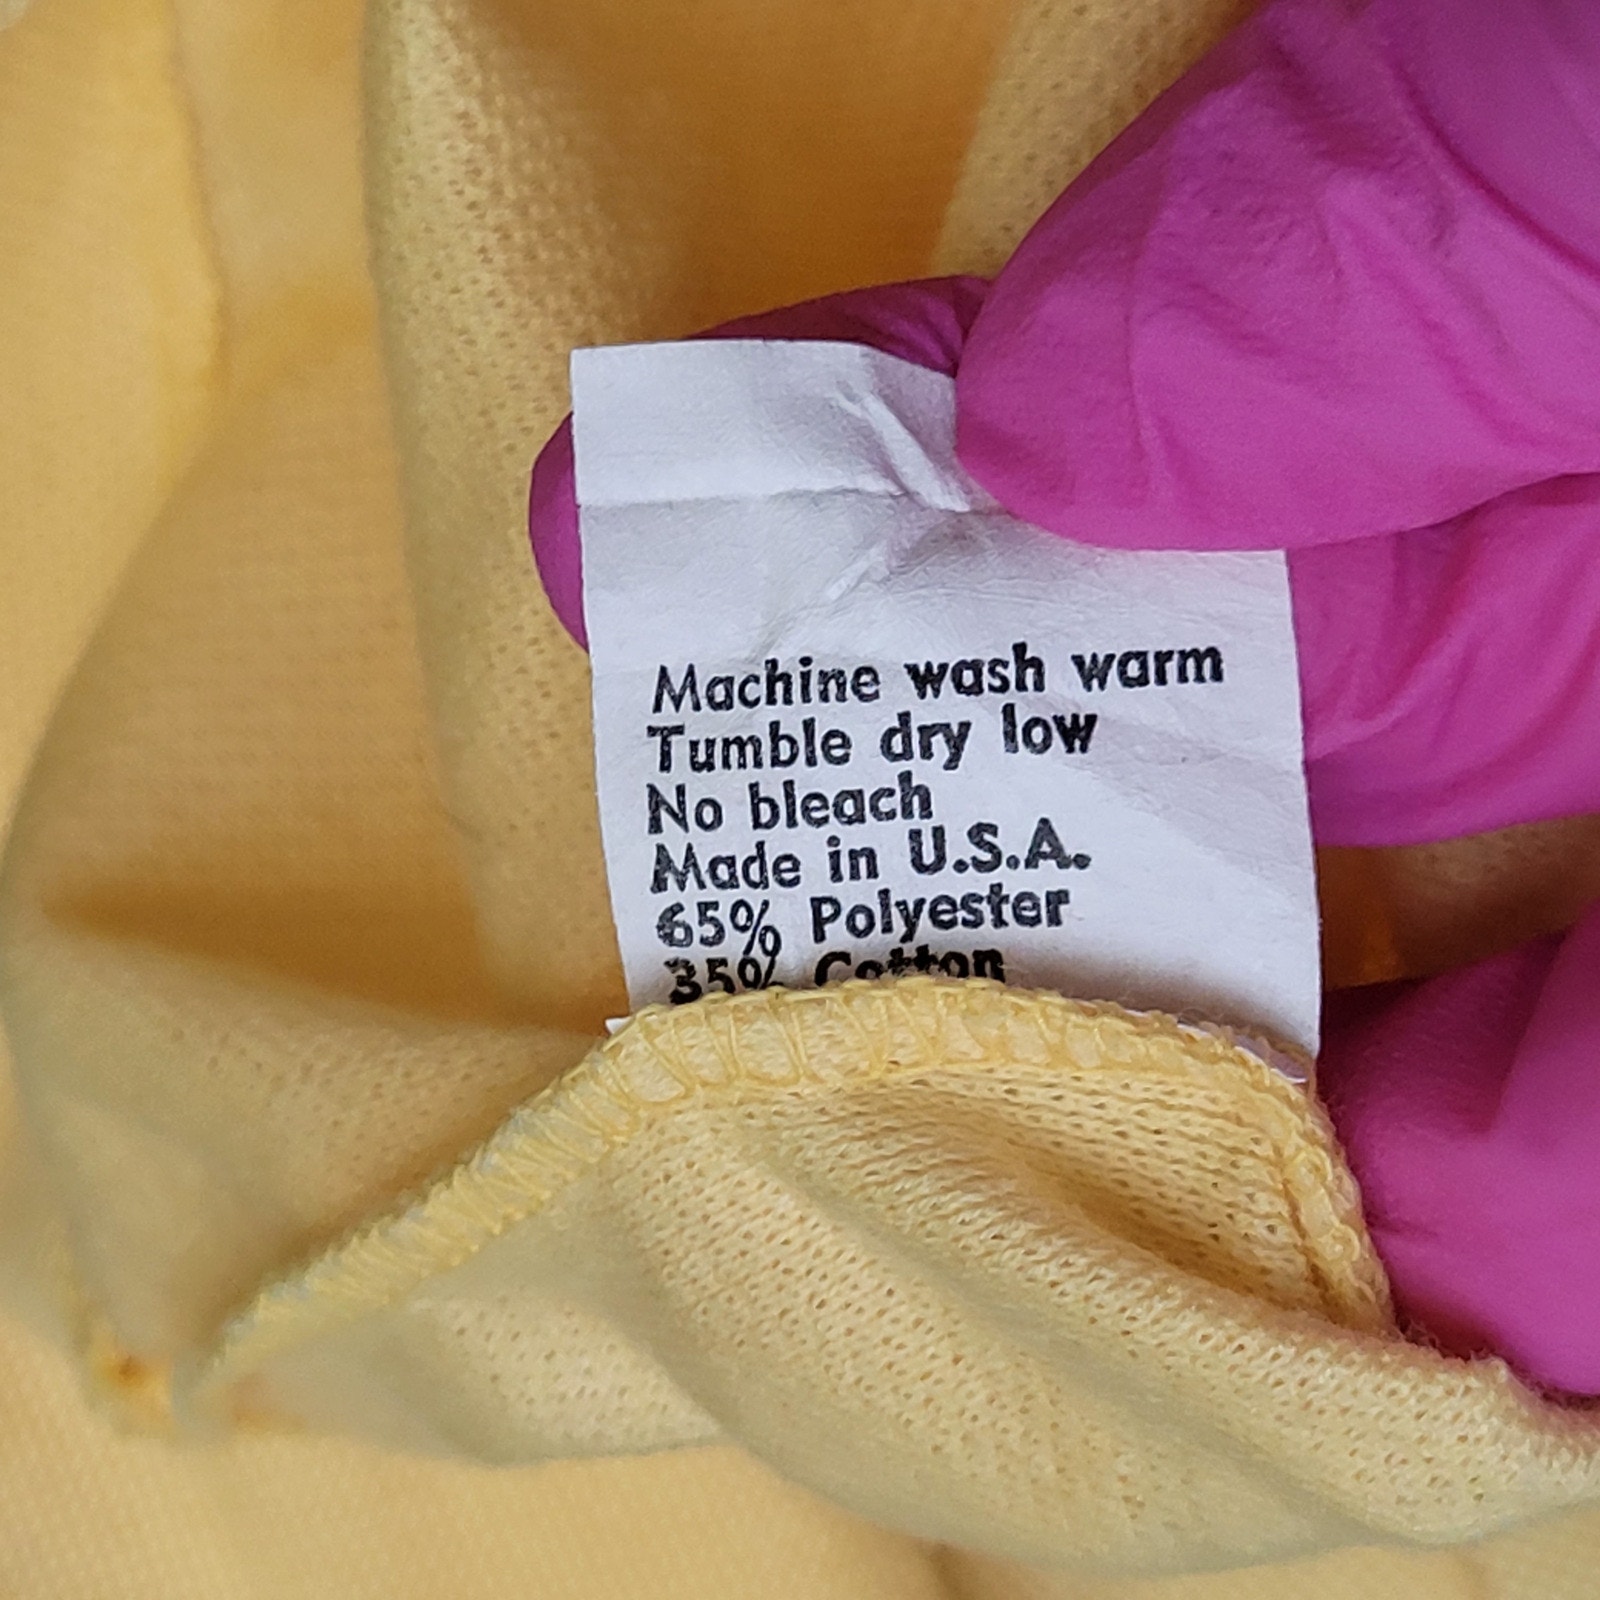 Machine wash warm
Tumble dry low
No bleach
Made in U.S.A.
65% Polyester
35% Cotton